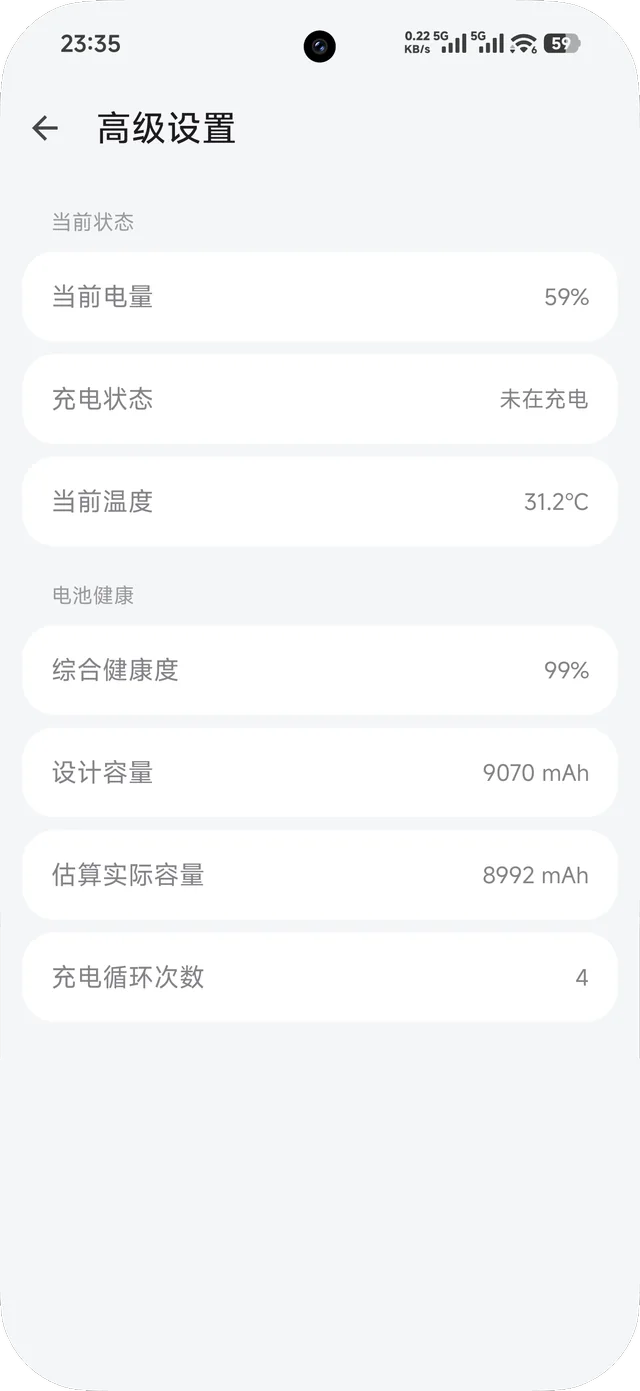 23:35
0.22 KB/s 5G 5G 6 59
高级设置
当前状态
当前电量 59%
充电状态 未在充电
当前温度 31.2°C
电池健康
综合健康度 99%
设计容量 9070 mAh
估算实际容量 8992 mAh
充电循环次数 4